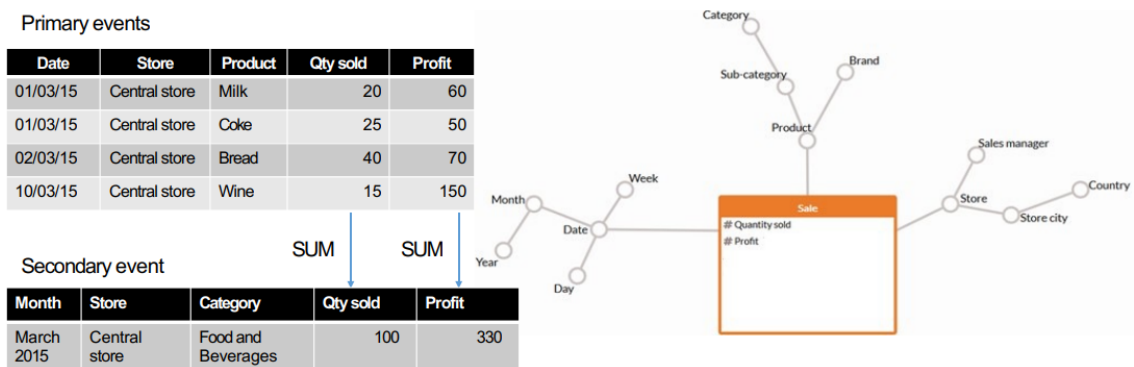 Primary events
Date Store Product Qty sold Profit
01/03/15 Central store Milk 20 60
01/03/15 Central store Coke 25 50
02/03/15 Central store Bread 40 70
10/03/15 Central store Wine 15 150
SUM SUM
Secondary event
Month Store Category Qty sold Profit
March 2015 Central store Food and Beverages 100 330
Category
Sub-category
Brand
Product
Sales manager
Week
Country
Month
Store
Store city
Date
Year
Day
Sale
# Quantity sold
# Profit